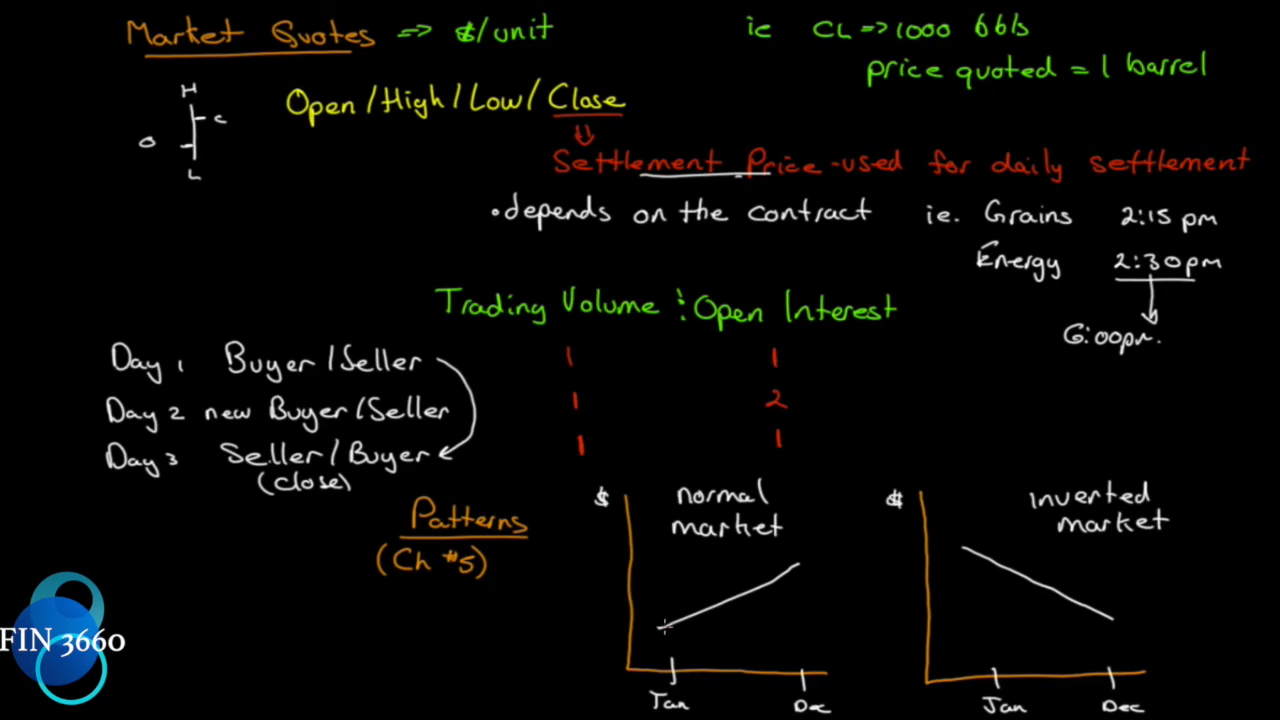 Market Quotes => $/unit
ie CL => 1000 bbls
price quoted = 1 barrel
H
O
C
L
Open/High/Low/Close
Settlement Price - used for daily settlement
• depends on the contract ie. Grains 2:15 pm
Energy 2:30pm
6:00pm.
Trading Volume : Open Interest
Day 1 Buyer/Seller 1 1
Day 2 new Buyer/Seller 1 2
Day 3 Seller/Buyer 1 1
(close)
Patterns
(Ch #5)
$ normal market
Jan Dec
$ inverted market
Jan Dec
FIN 3660